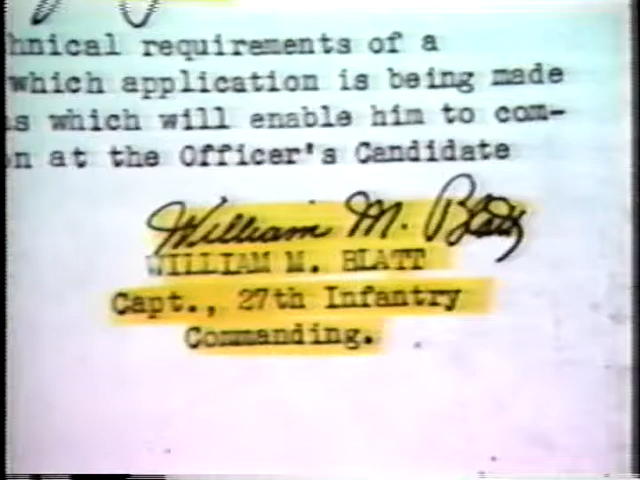 hnical requirements of a
which application is being made
s which will enable him to com-
n at the Officer's Candidate
William M. Blatt
WILLIAM M. BLATT
Capt., 27th Infantry
Commanding.